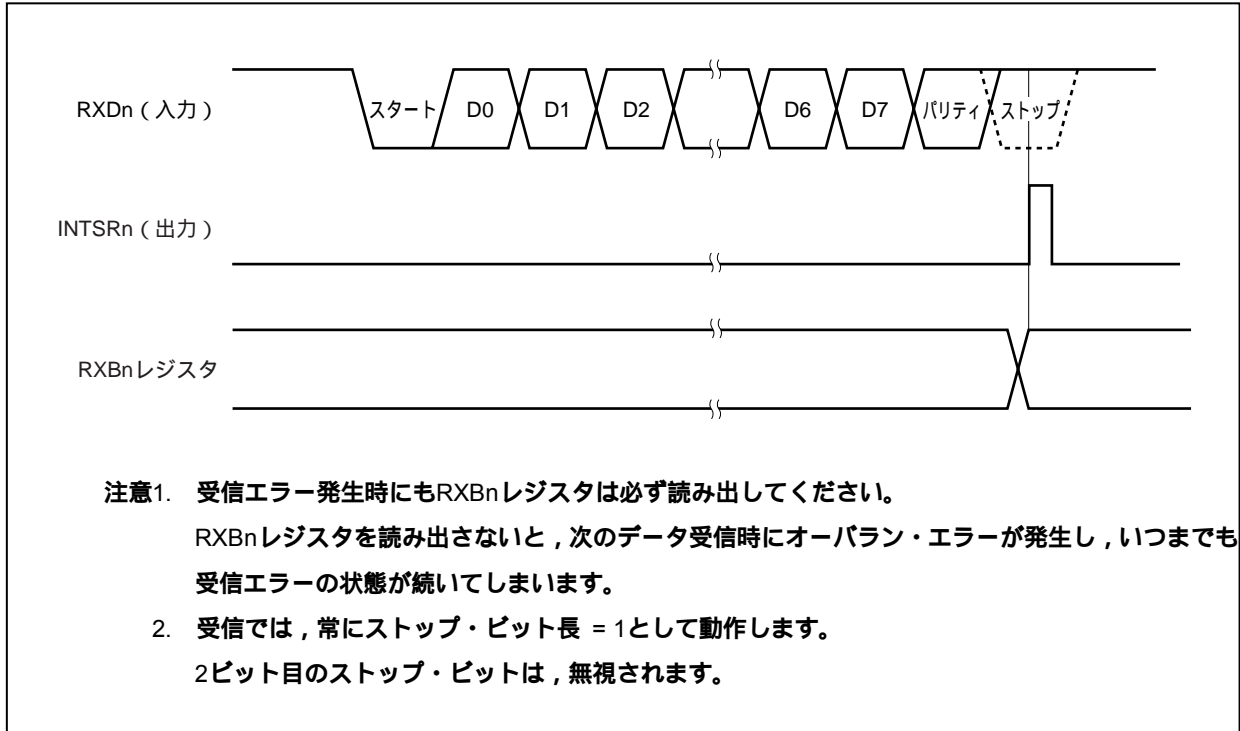 RXDn（入力）
スタート D0 D1 D2 D6 D7 パリティ ストップ
INTSRn（出力）
RXBnレジスタ
注意1. 受信エラー発生時にもRXBnレジスタは必ず読み出してください。
RXBnレジスタを読み出さないと，次のデータ受信時にオーバラン・エラーが発生し，いつまでも
受信エラーの状態が続いてしまいます。
2. 受信では，常にストップ・ビット長 = 1として動作します。
2ビット目のストップ・ビットは，無視されます。